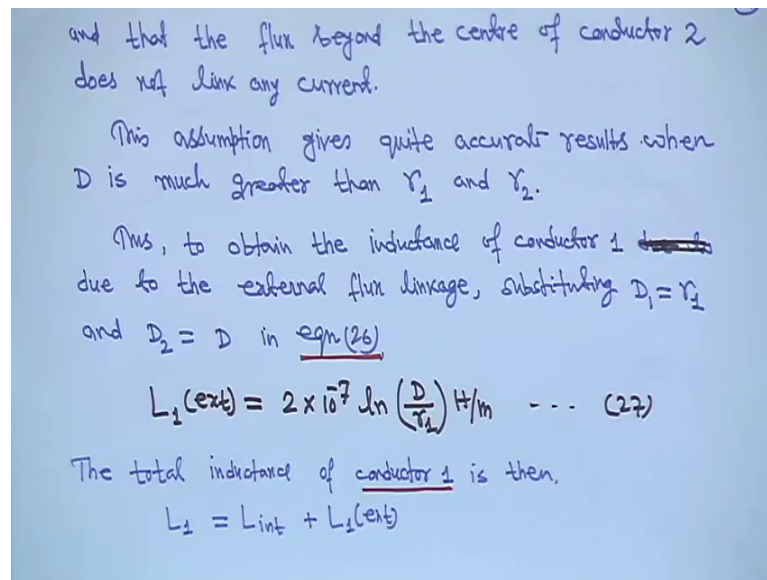 and that the flux beyond the centre of conductor 2
does not link any current.
This assumption gives quite accurate results when
D is much greater than r₁ and r₂.
Thus, to obtain the inductance of conductor 1
due to the external flux linkage, substituting D₁ = r₁
and D₂ = D in eqn(26)
L₁(ext) = 2 × 10⁻⁷ ln (D/r₁) H/m --- (27)
The total inductance of conductor 1 is then,
L₁ = Lint + L₁(ext)